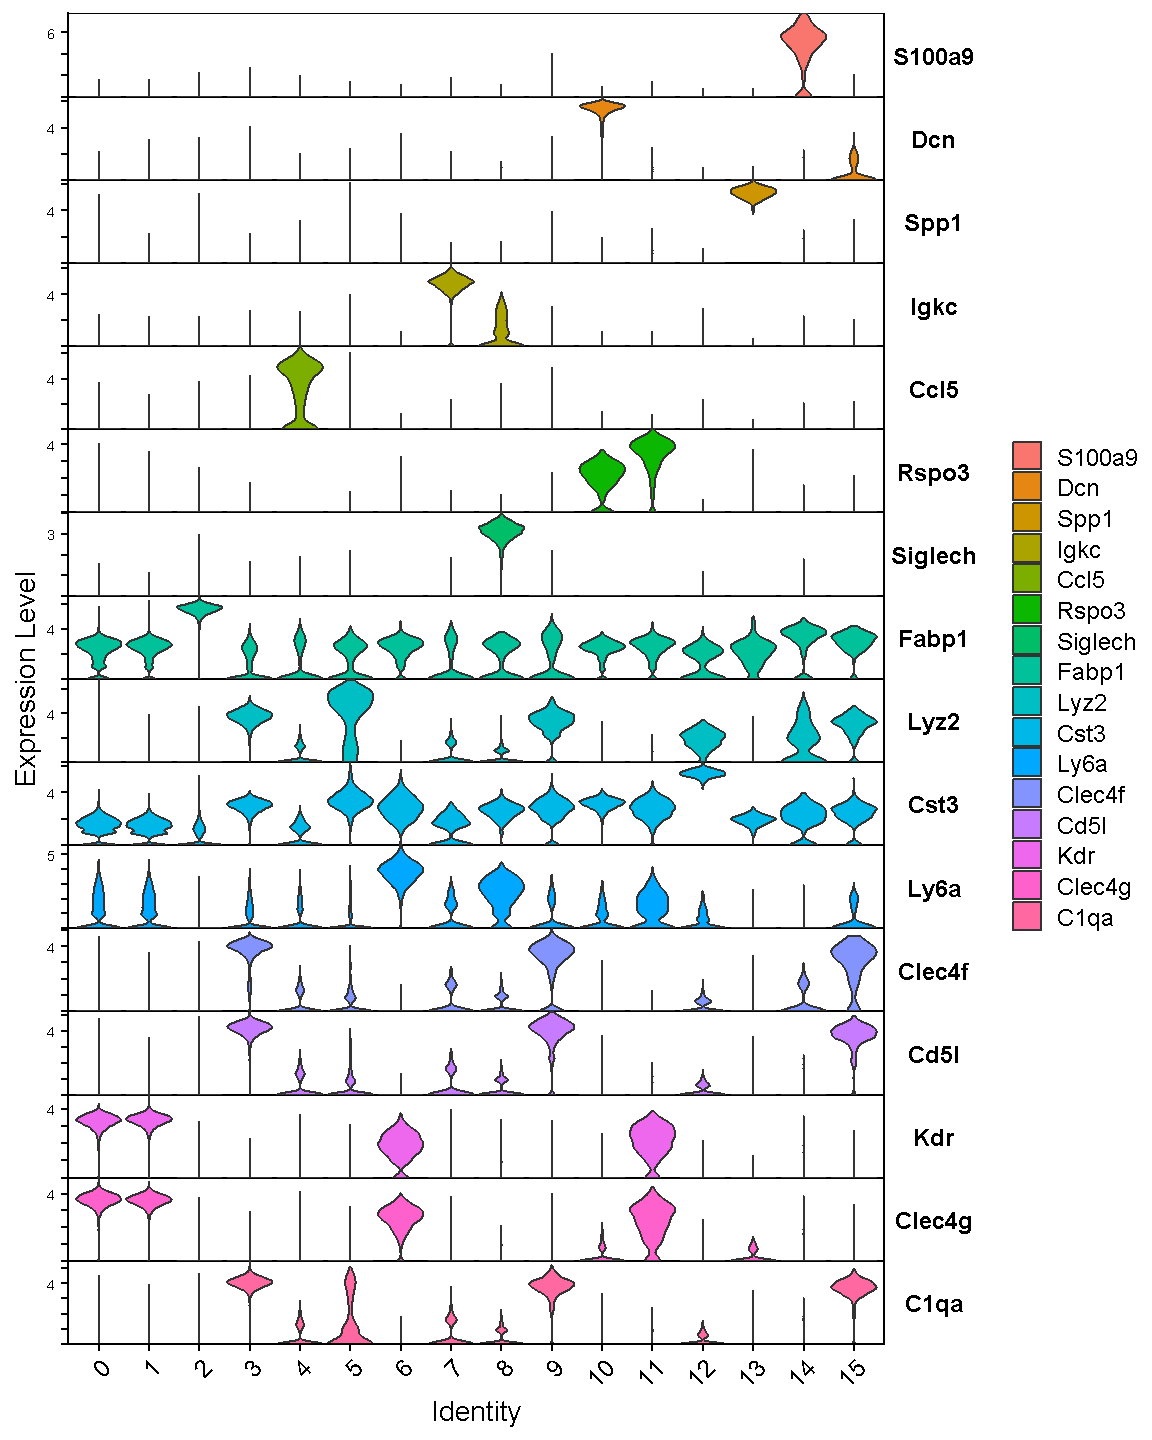 6
S100a9
4
Dcn
4
Spp1
4
Igkc
4
Ccl5
4
Rspo3
3
Siglech
4
Fabp1
4
Lyz2
4
Cst3
5
Ly6a
4
Clec4f
4
Cd5l
4
Kdr
4
Clec4g
4
C1qa
Expression Level
0 1 2 3 4 5 6 7 8 9 10 11 12 13 14 15
Identity
S100a9
Dcn
Spp1
Igkc
Ccl5
Rspo3
Siglech
Fabp1
Lyz2
Cst3
Ly6a
Clec4f
Cd5l
Kdr
Clec4g
C1qa